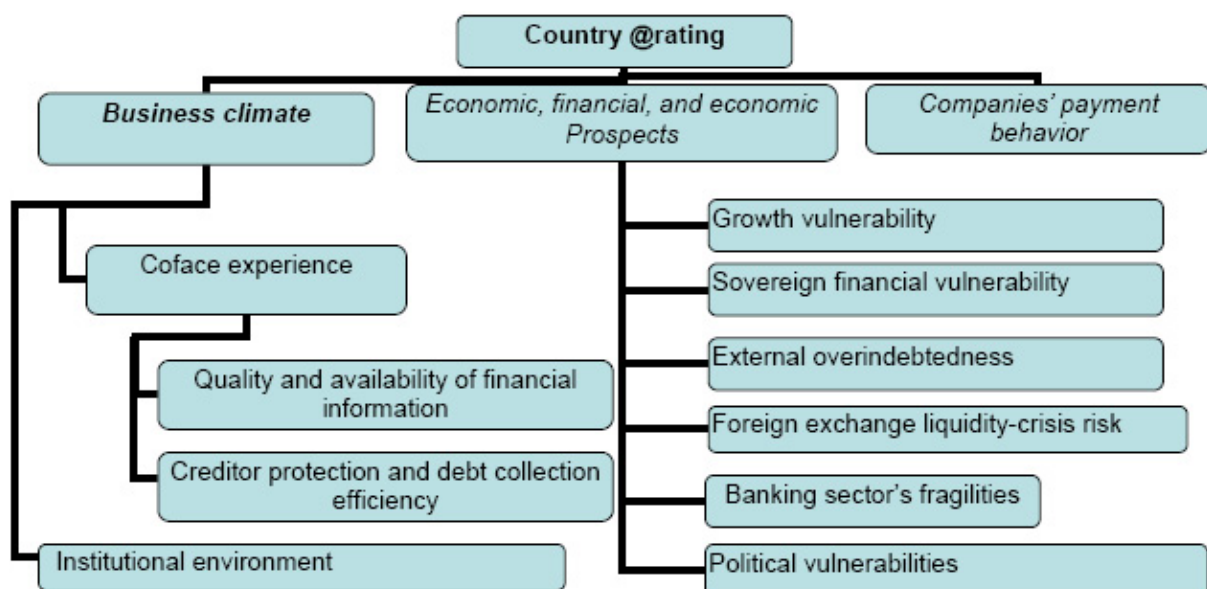 Country @rating
Business climate
Economic, financial, and economic
Prospects
Companies' payment
behavior
Growth vulnerability
Coface experience
Sovereign financial vulnerability
External overindebtedness
Quality and availability of financial
information
Foreign exchange liquidity-crisis risk
Creditor protection and debt collection
efficiency
Banking sector's fragilities
Institutional environment
Political vulnerabilities